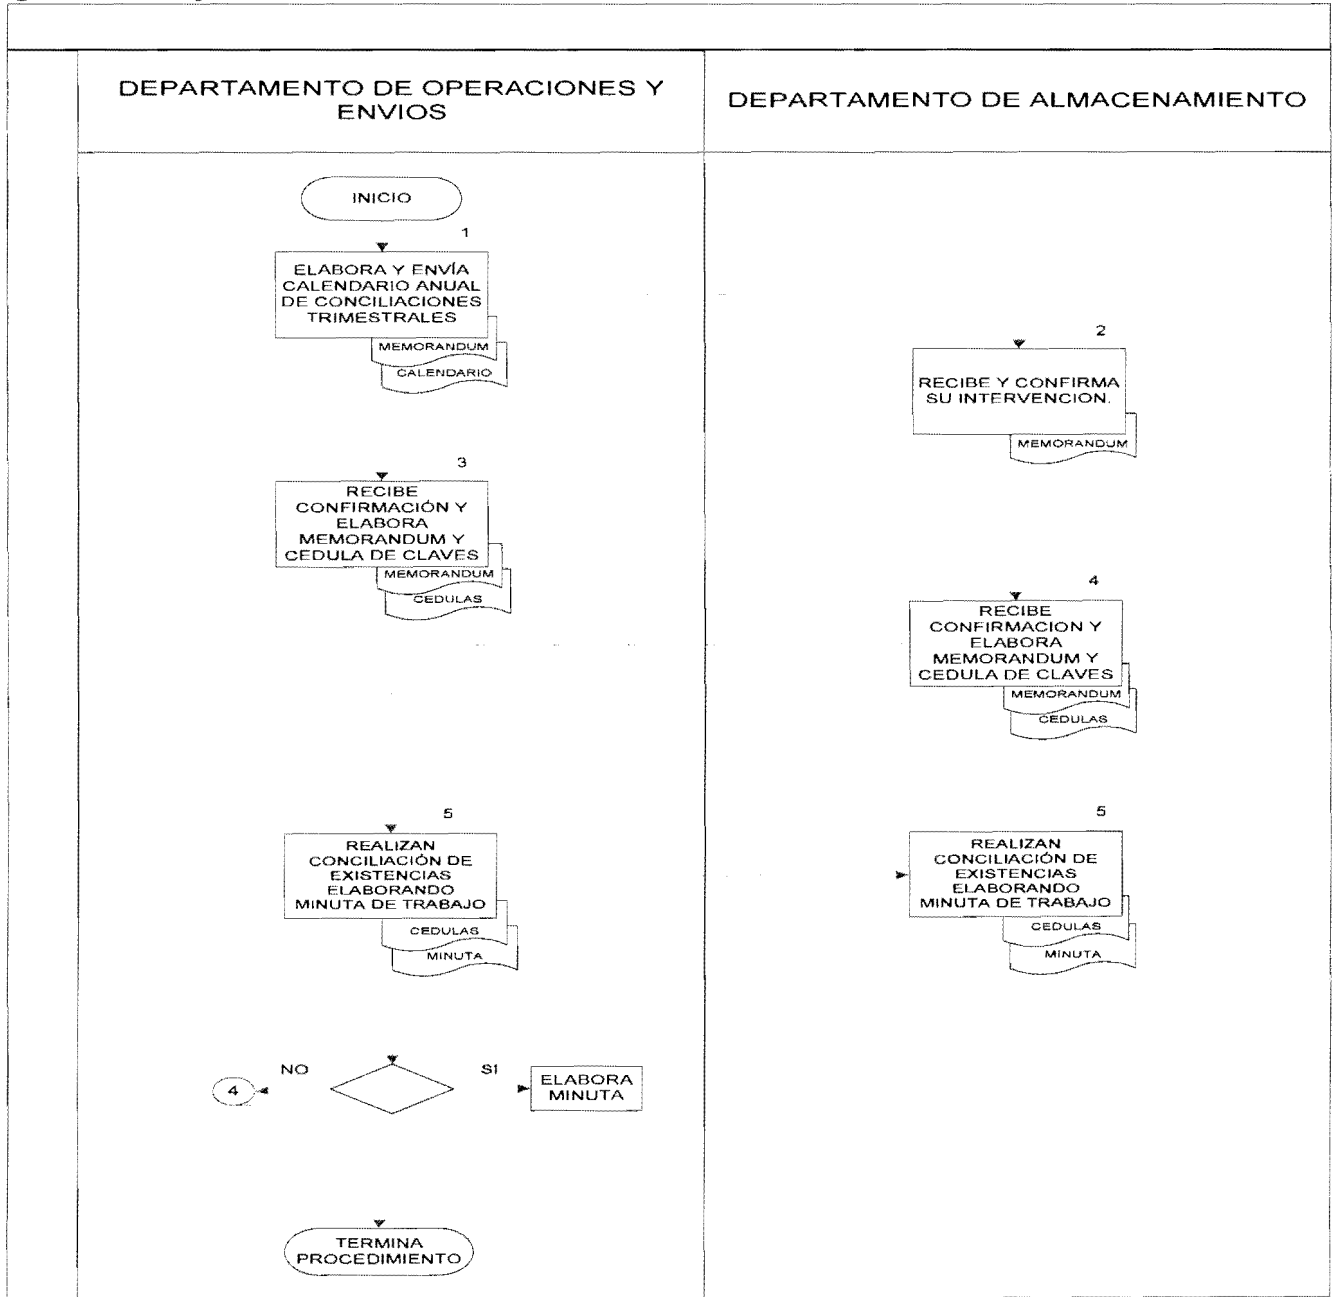 DEPARTAMENTO DE OPERACIONES Y
ENVIOS
DEPARTAMENTO DE ALMACENAMIENTO
INICIO
1
ELABORA Y ENVÍA
CALENDARIO ANUAL
DE CONCILIACIONES
TRIMESTRALES
MEMORANDUM
CALENDARIO
2
RECIBE Y CONFIRMA
SU INTERVENCION.
MEMORANDUM
3
RECIBE
CONFIRMACIÓN Y
ELABORA
MEMORANDUM Y
CEDULA DE CLAVES
MEMORANDUM
CEDULAS
4
RECIBE
CONFIRMACION Y
ELABORA
MEMORANDUM Y
CEDULA DE CLAVES
MEMORANDUM
CEDULAS
5
REALIZAN
CONCILIACIÓN DE
EXISTENCIAS
ELABORANDO
MINUTA DE TRABAJO
CEDULAS
MINUTA
5
REALIZAN
CONCILIACIÓN DE
EXISTENCIAS
ELABORANDO
MINUTA DE TRABAJO
CEDULAS
MINUTA
NO
SI
4
ELABORA
MINUTA
TERMINA
PROCEDIMIENTO